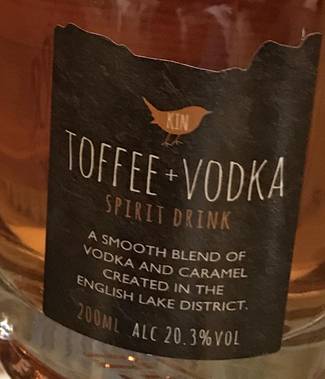 KIN
TOFFEE + VODKA
SPIRIT DRINK
A SMOOTH BLEND OF
VODKA AND CARAMEL
CREATED IN THE
ENGLISH LAKE DISTRICT.
200ML ALC 20.3%VOL